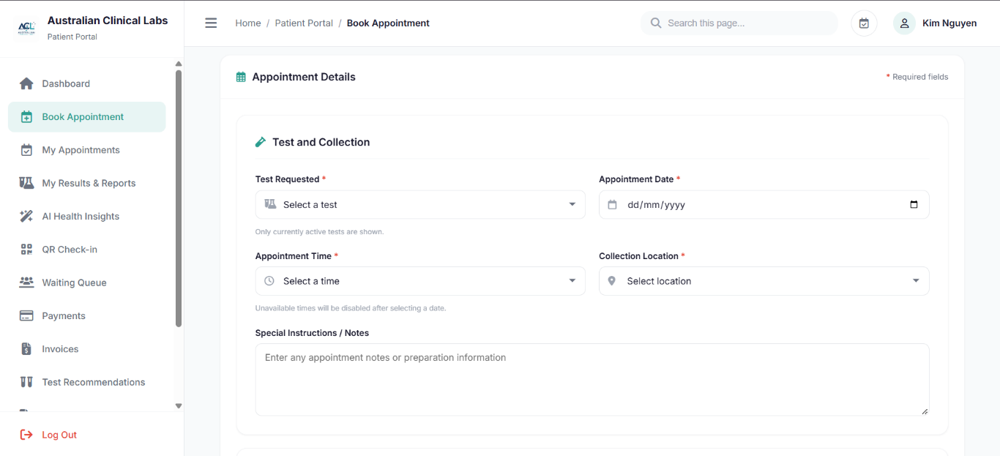 Australian Clinical Labs
Patient Portal
ACL
Home / Patient Portal / Book Appointment
Search this page...
Kim Nguyen
Dashboard
Book Appointment
My Appointments
My Results & Reports
AI Health Insights
QR Check-in
Waiting Queue
Payments
Invoices
Test Recommendations
Log Out
Appointment Details
* Required fields
Test and Collection
Test Requested *
Select a test
Only currently active tests are shown.
Appointment Date *
dd/mm/yyyy
Appointment Time *
Select a time
Unavailable times will be disabled after selecting a date.
Collection Location *
Select location
Special Instructions / Notes
Enter any appointment notes or preparation information